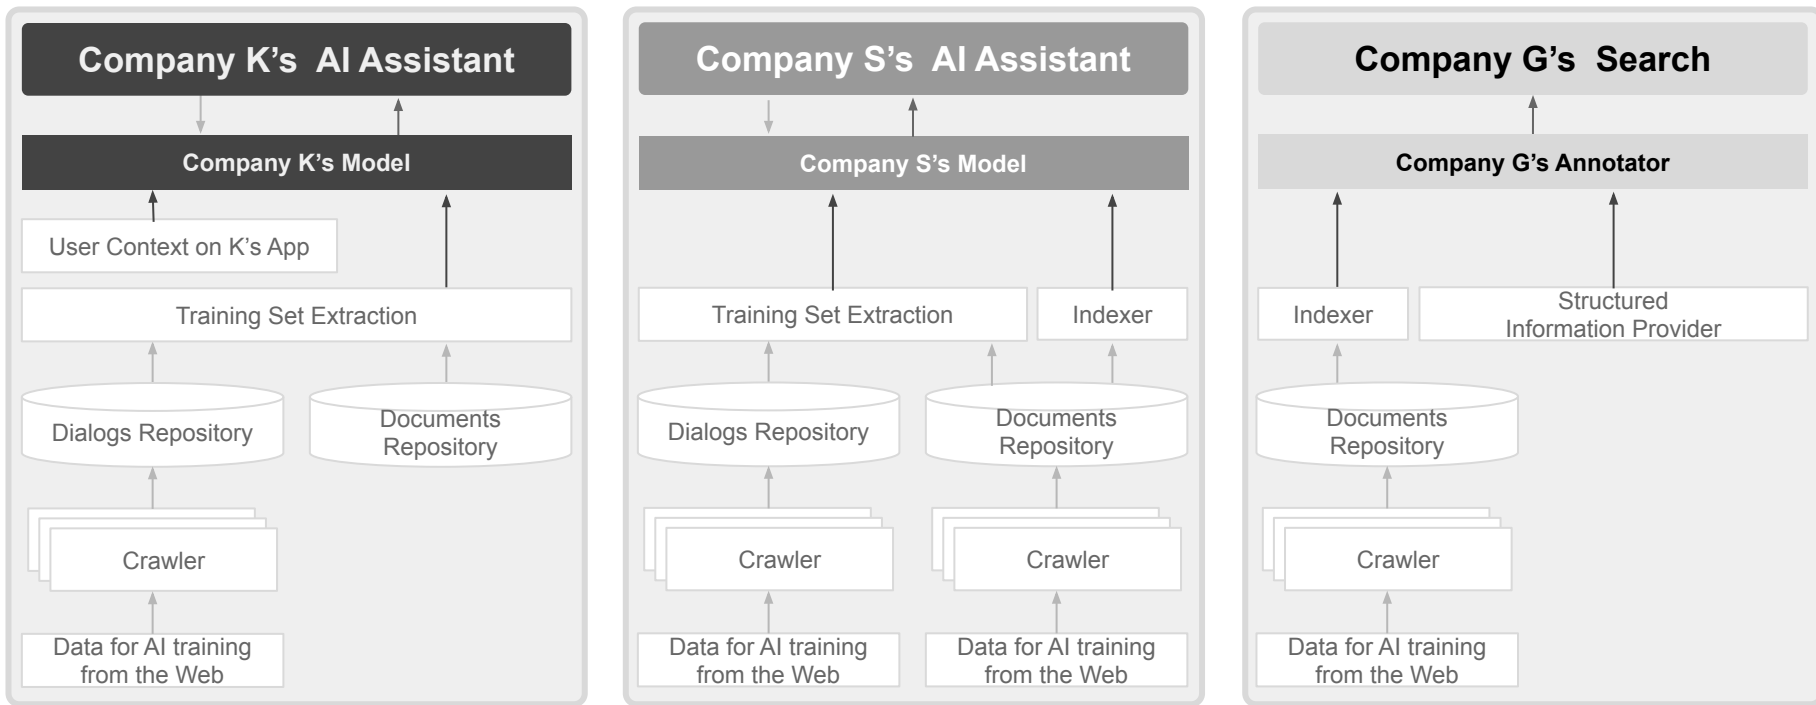 Company K’s AI Assistant
Company K’s Model
User Context on K’s App
Training Set Extraction
Dialogs Repository
Documents
Repository
Crawler
Data for AI training
from the Web
Company S’s AI Assistant
Company S’s Model
Training Set Extraction
Indexer
Dialogs Repository
Documents
Repository
Crawler
Crawler
Data for AI training
from the Web
Data for AI training
from the Web
Company G’s Search
Company G’s Annotator
Indexer
Structured
Information Provider
Documents
Repository
Crawler
Data for AI training
from the Web